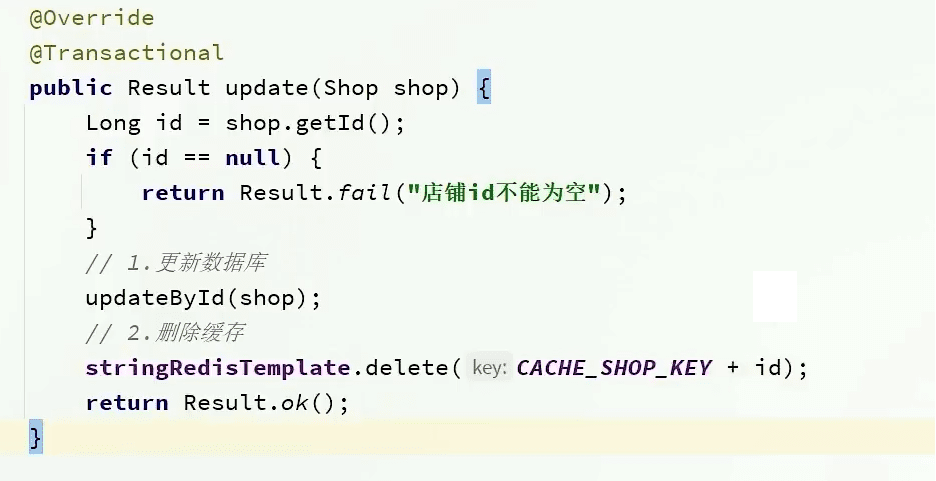 @Override
@Transactional
public Result update(Shop shop) {
Long id = shop.getId();
if (id == null) {
return Result.fail("店铺id不能为空");
}
// 1.更新数据库
updateById(shop);
// 2.删除缓存
stringRedisTemplate.delete( key: CACHE_SHOP_KEY + id);
return Result.ok();
}